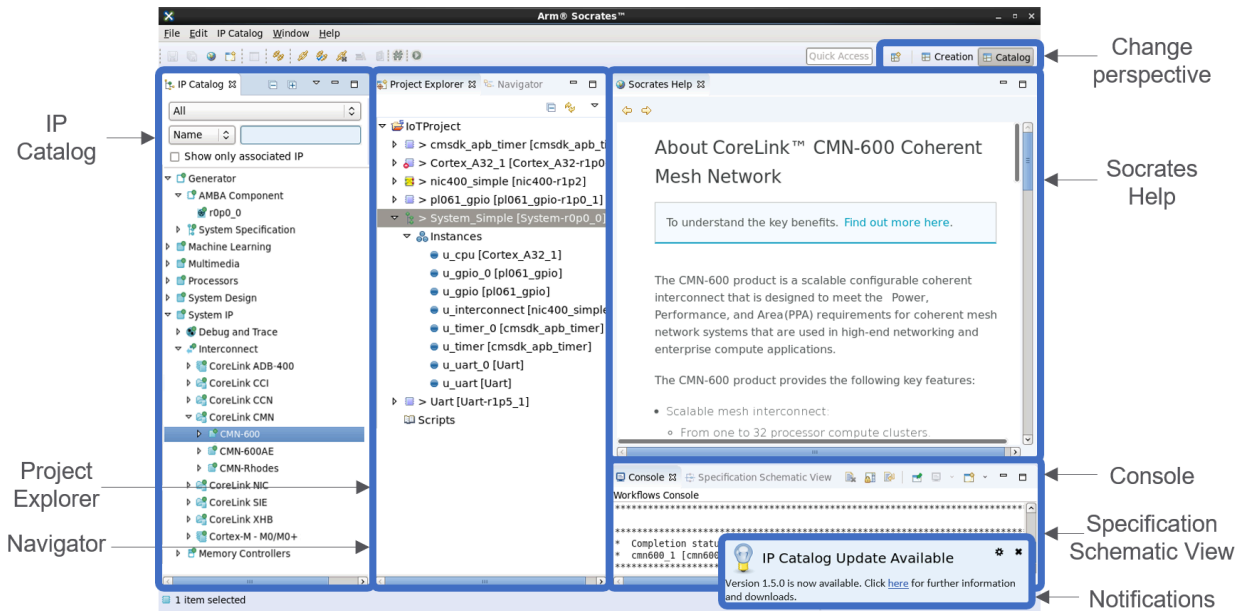 Arm® Socrates™
File Edit IP Catalog Window Help
Quick Access
Creation
Catalog
Change perspective
IP Catalog
All
Name
Show only associated IP
Generator
AMBA Component
r0p0_0
System Specification
Machine Learning
Multimedia
Processors
System Design
System IP
Debug and Trace
Interconnect
CoreLink ADB-400
CoreLink CCI
CoreLink CCN
CoreLink CMN
CMN-600
CMN-600AE
CMN-Rhodes
CoreLink NIC
CoreLink SIE
CoreLink XHB
Cortex-M - M0/M0+
Memory Controllers
1 item selected
IP
Catalog
Project
Explorer
Navigator
Project Explorer
Navigator
IoTProject
> cmsdk_apb_timer [cmsdk_apb_ti
> Cortex_A32_1 [Cortex_A32-r1p0
> nic400_simple [nic400-r1p2]
> pl061_gpio [pl061_gpio-r1p0_1]
> System_Simple [System-r0p0_0]
Instances
u_cpu [Cortex_A32_1]
u_gpio_0 [pl061_gpio]
u_gpio [pl061_gpio]
u_interconnect [nic400_simple
u_timer_0 [cmsdk_apb_timer]
u_timer [cmsdk_apb_timer]
u_uart_0 [Uart]
u_uart [Uart]
> Uart [Uart-r1p5_1]
Scripts
Socrates Help
About CoreLink™ CMN-600 Coherent
Mesh Network
To understand the key benefits. Find out more here.
The CMN-600 product is a scalable configurable coherent
interconnect that is designed to meet the Power,
Performance, and Area(PPA) requirements for coherent mesh
network systems that are used in high-end networking and
enterprise compute applications.
The CMN-600 product provides the following key features:
• Scalable mesh interconnect:
From one to 32 processor compute clusters.
Socrates
Help
Console
Specification Schematic View
Workflows Console
* Completion statu
* cmn600_1 [cmn600
IP Catalog Update Available
Version 1.5.0 is now available. Click here for further information
and downloads.
Console
Specification
Schematic View
Notifications